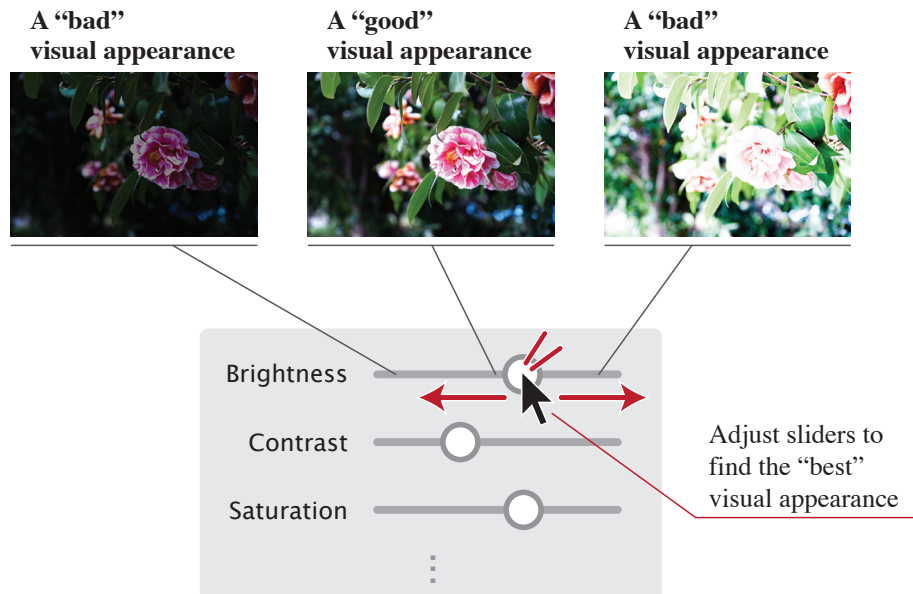 A “bad”
visual appearance
A “good”
visual appearance
A “bad”
visual appearance
Brightness
Contrast
Saturation
Adjust sliders to
find the “best”
visual appearance